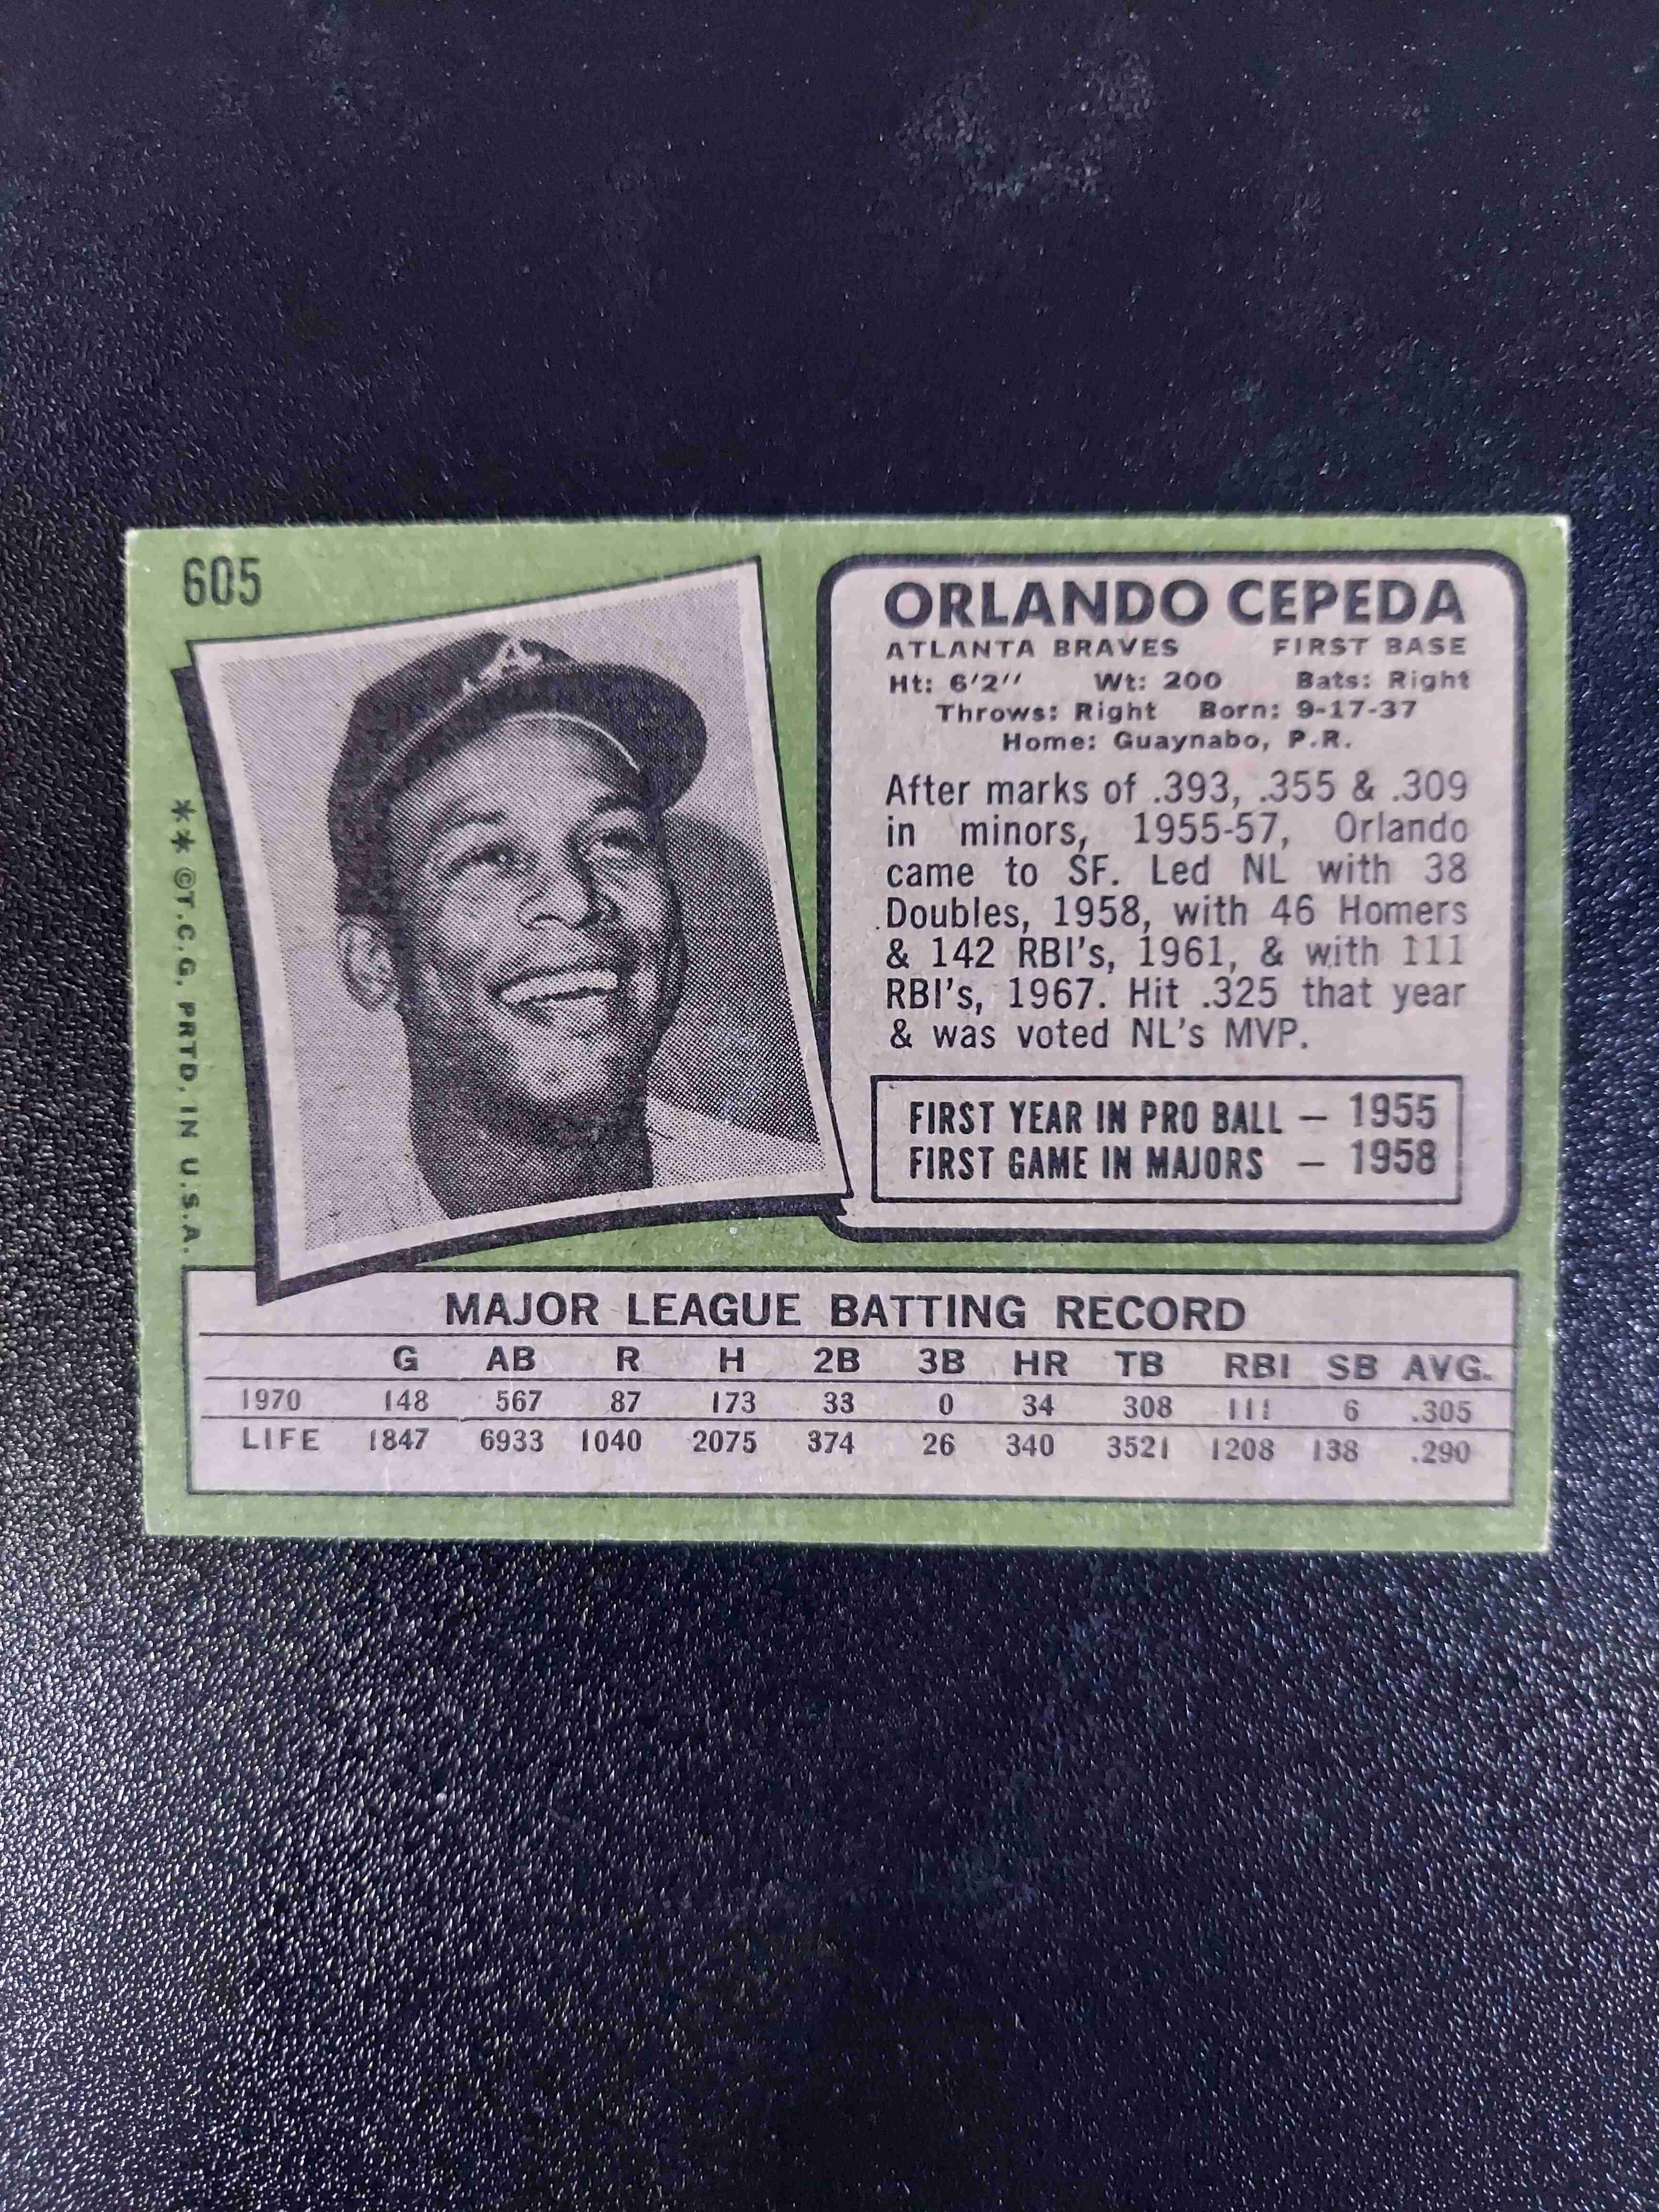 605
A
**©T.C.G. PRTD. IN U.S.A.
ORLANDO CEPEDA
ATLANTA BRAVES FIRST BASE
Ht: 6'2'' Wt: 200 Bats: Right
Throws: Right Born: 9-17-37
Home: Guaynabo, P.R.
After marks of .393, .355 & .309
in minors, 1955-57, Orlando
came to SF. Led NL with 38
Doubles, 1958, with 46 Homers
& 142 RBI's, 1961, & with 111
RBI's, 1967. Hit .325 that year
& was voted NL's MVP.
FIRST YEAR IN PRO BALL — 1955
FIRST GAME IN MAJORS — 1958
MAJOR LEAGUE BATTING RECORD
G AB R H 2B 3B HR TB RBI SB AVG.
1970 148 567 87 173 33 0 34 308 111 6 .305
LIFE 1847 6933 1040 2075 374 26 340 3521 1208 138 .290